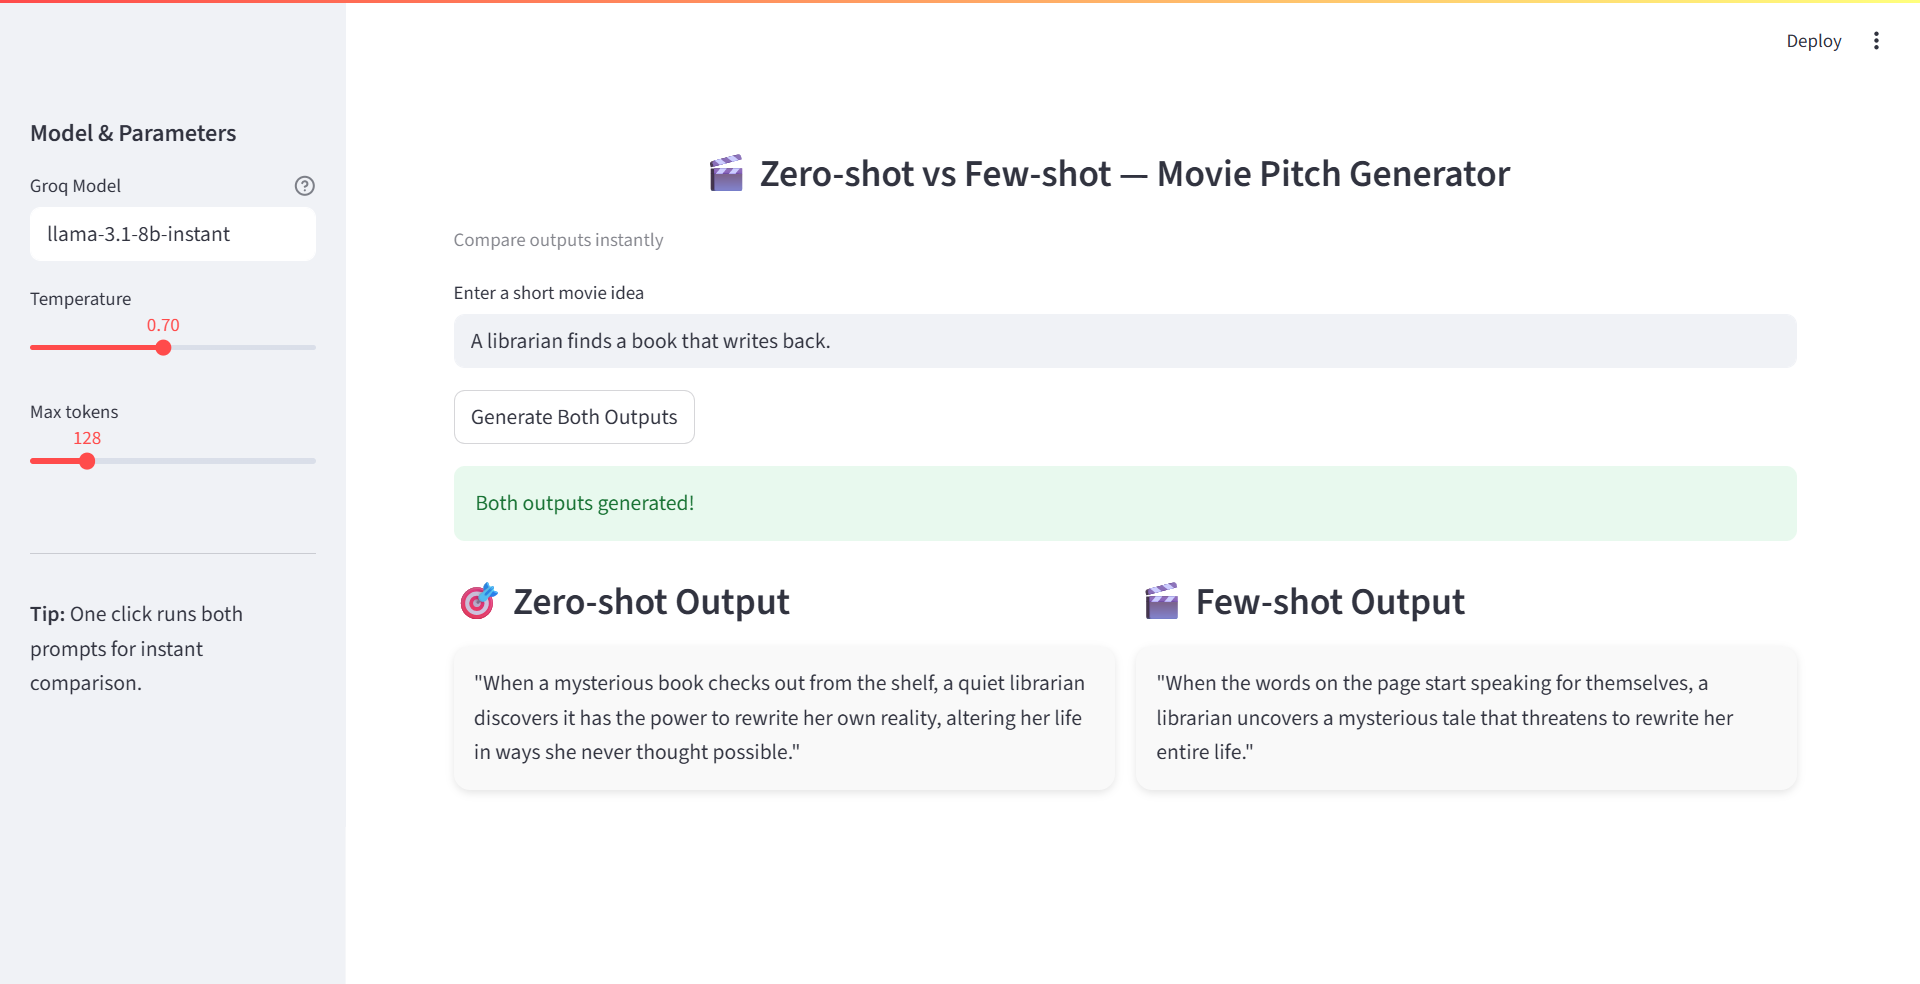 Deploy
Model & Parameters
Groq Model
llama-3.1-8b-instant
Temperature
0.70
Max tokens
128
Tip: One click runs both
prompts for instant
comparison.
Zero-shot vs Few-shot — Movie Pitch Generator
Compare outputs instantly
Enter a short movie idea
A librarian finds a book that writes back.
Generate Both Outputs
Both outputs generated!
Zero-shot Output
"When a mysterious book checks out from the shelf, a quiet librarian
discovers it has the power to rewrite her own reality, altering her life
in ways she never thought possible."
Few-shot Output
"When the words on the page start speaking for themselves, a
librarian uncovers a mysterious tale that threatens to rewrite her
entire life."